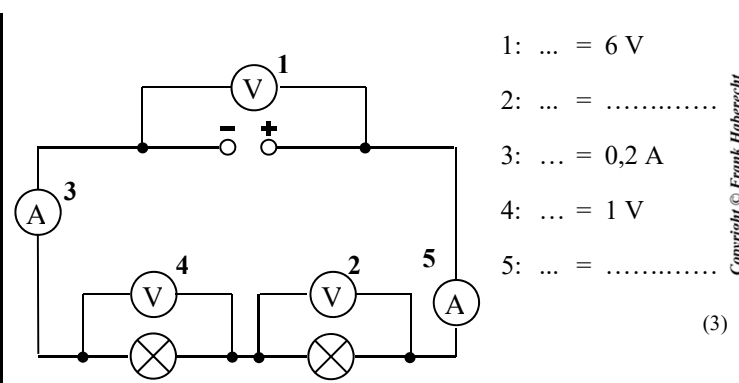 1
V
- +
3
A
4
V
2
V
5
A
1: ... = 6 V
2: ... = ............
3: ... = 0,2 A
4: ... = 1 V
5: ... = ............
(3)
Copyright © Frank Haberecht